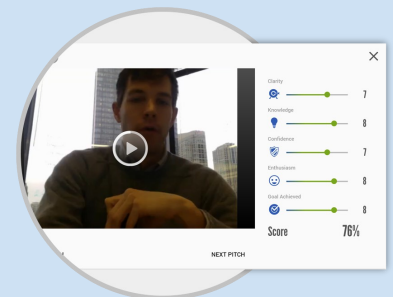 Clarity
7
Knowledge
8
Confidence
7
Enthusiasm
8
Goal Achieved
8
Score 76%
NEXT PITCH